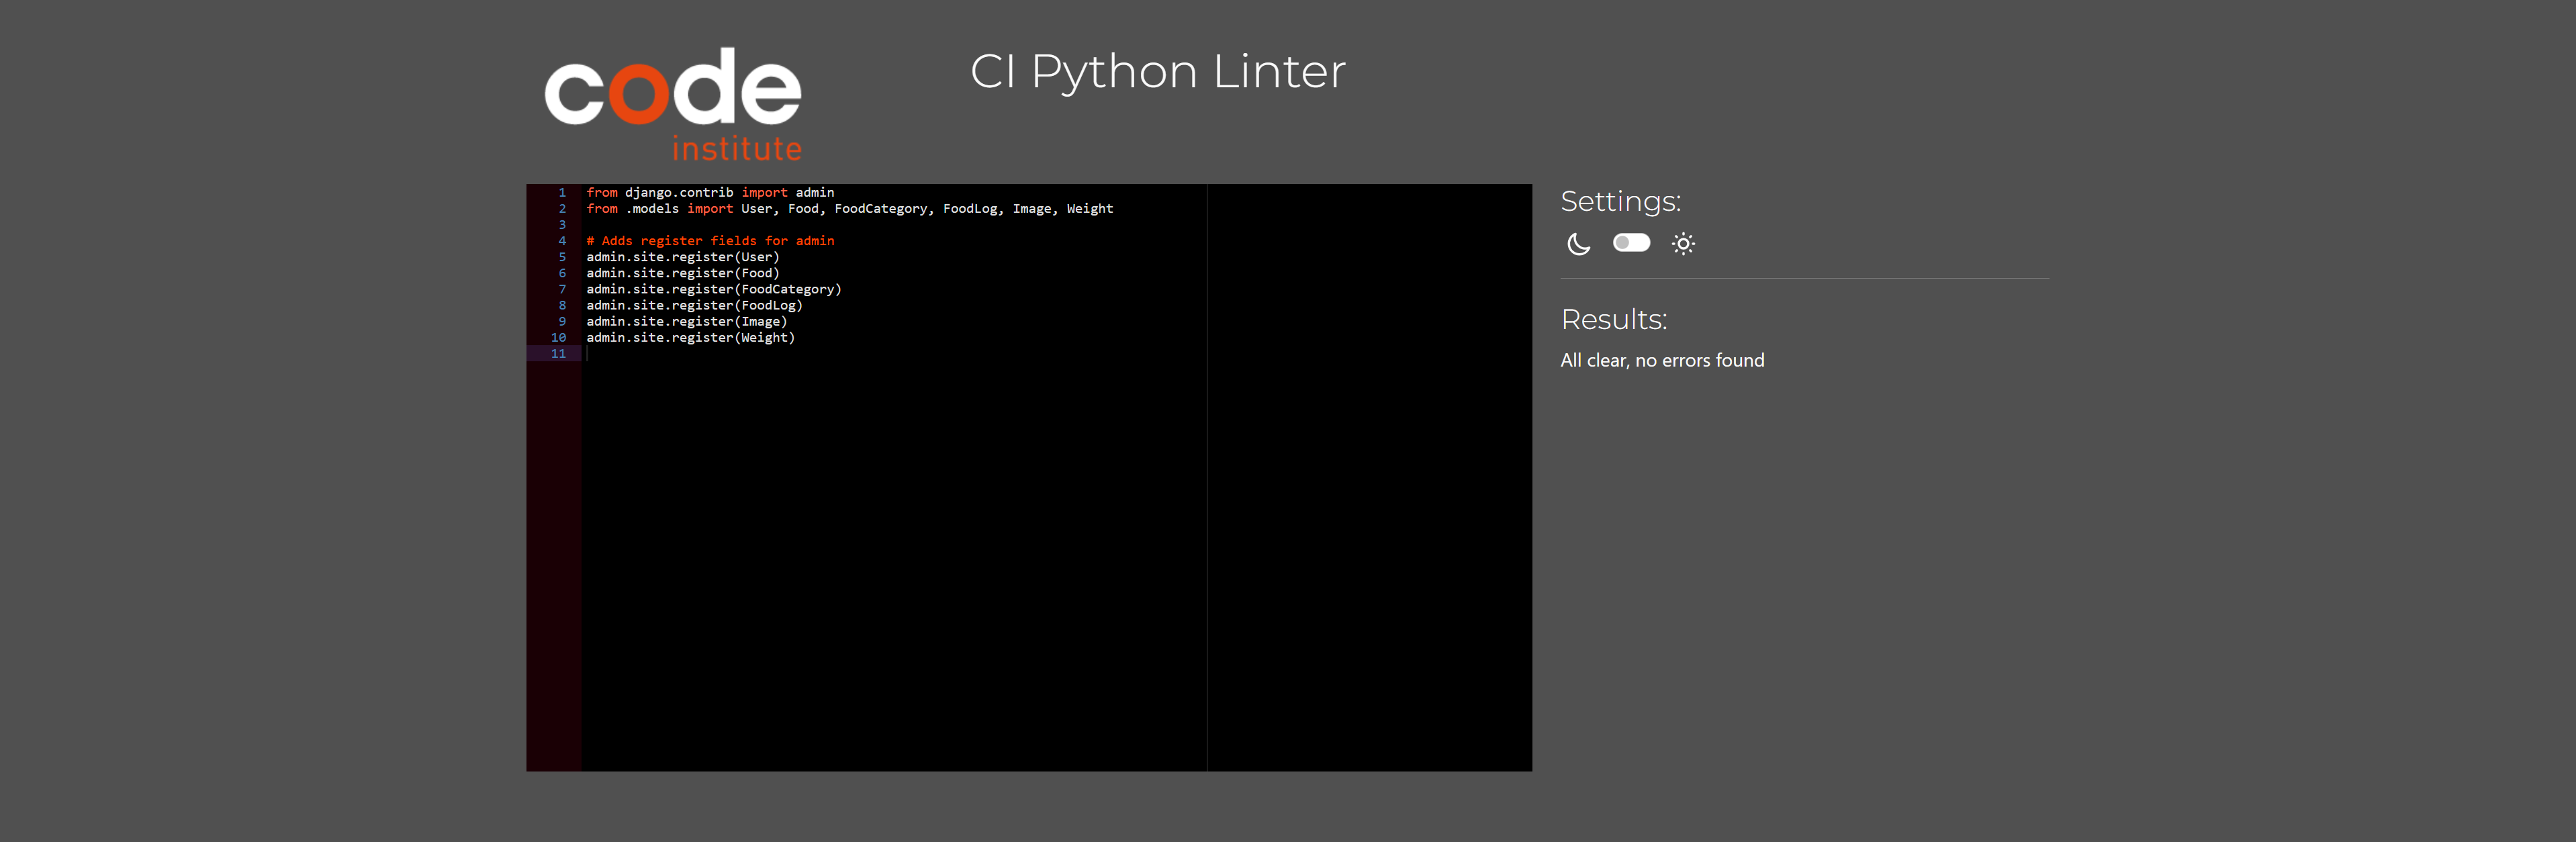 code
institute
CI Python Linter
1 from django.contrib import admin
2 from .models import User, Food, FoodCategory, FoodLog, Image, Weight
3
4 # Adds register fields for admin
5 admin.site.register(User)
6 admin.site.register(Food)
7 admin.site.register(FoodCategory)
8 admin.site.register(FoodLog)
9 admin.site.register(Image)
10 admin.site.register(Weight)
11
Settings:
Results:
All clear, no errors found